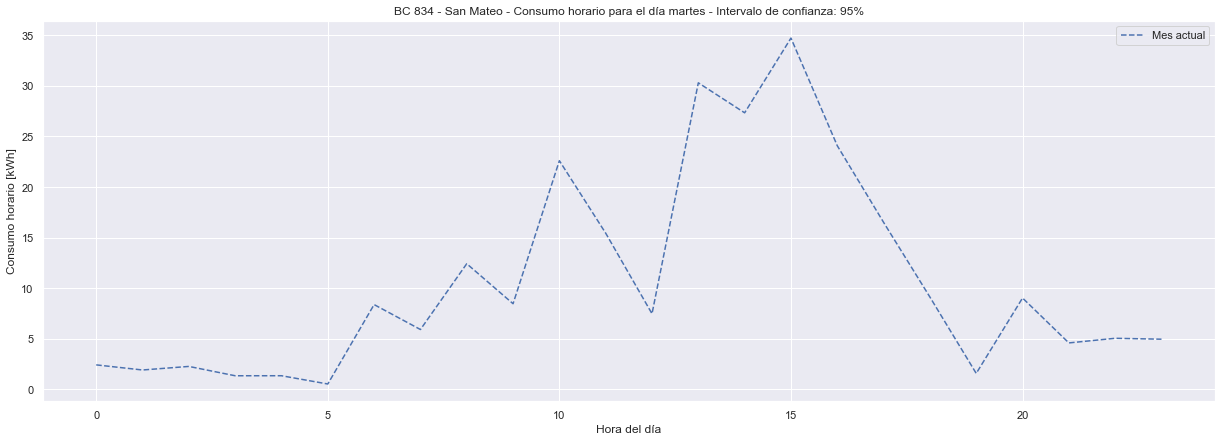 BC 834 - San Mateo - Consumo horario para el día martes - Intervalo de confianza: 95%
Mes actual
Consumo horario [kWh]
35
30
25
20
15
10
5
0
0 5 10 15 20
Hora del día